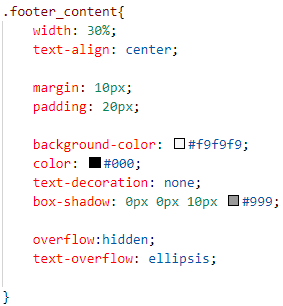 .footer_content{
width: 30%;
text-align: center;
margin: 10px;
padding: 20px;
background-color: #f9f9f9;
color: #000;
text-decoration: none;
box-shadow: 0px 0px 10px #999;
overflow:hidden;
text-overflow: ellipsis;
}